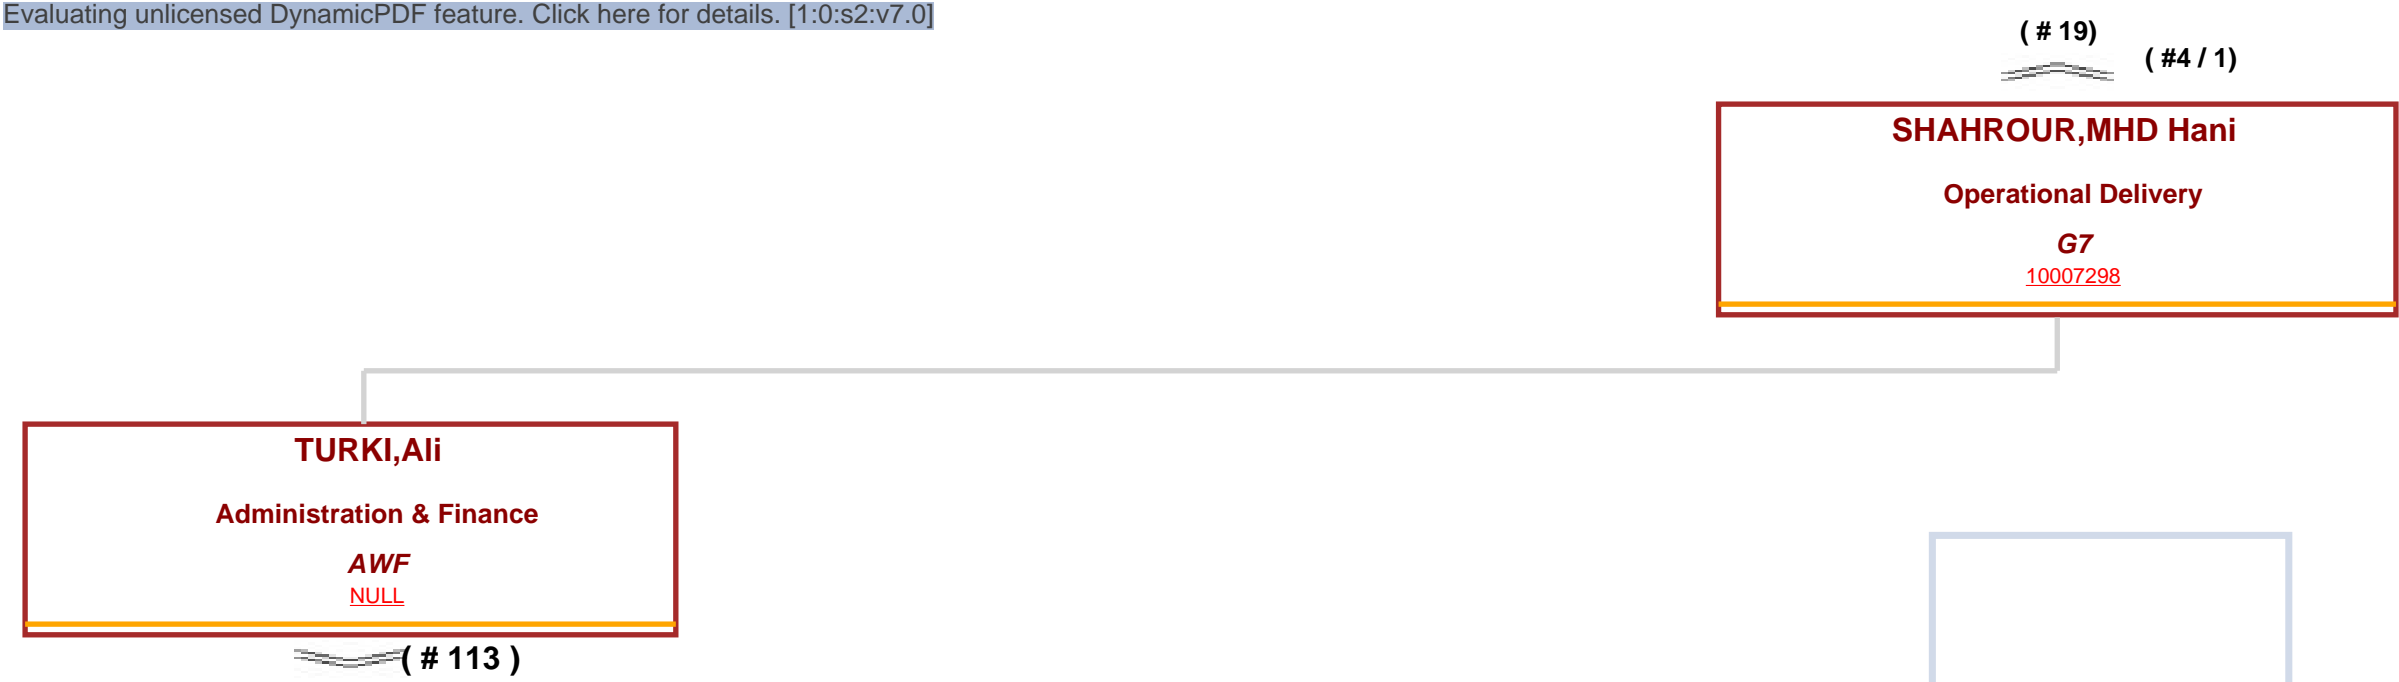 Evaluating unlicensed DynamicPDF feature. Click here for details. [1:0:s2:v7.0]
( # 19)
( #4 / 1)
SHAHROUR,MHD Hani
Operational Delivery
G7
10007298
TURKI,Ali
Administration & Finance
AWF
NULL
( # 113 )